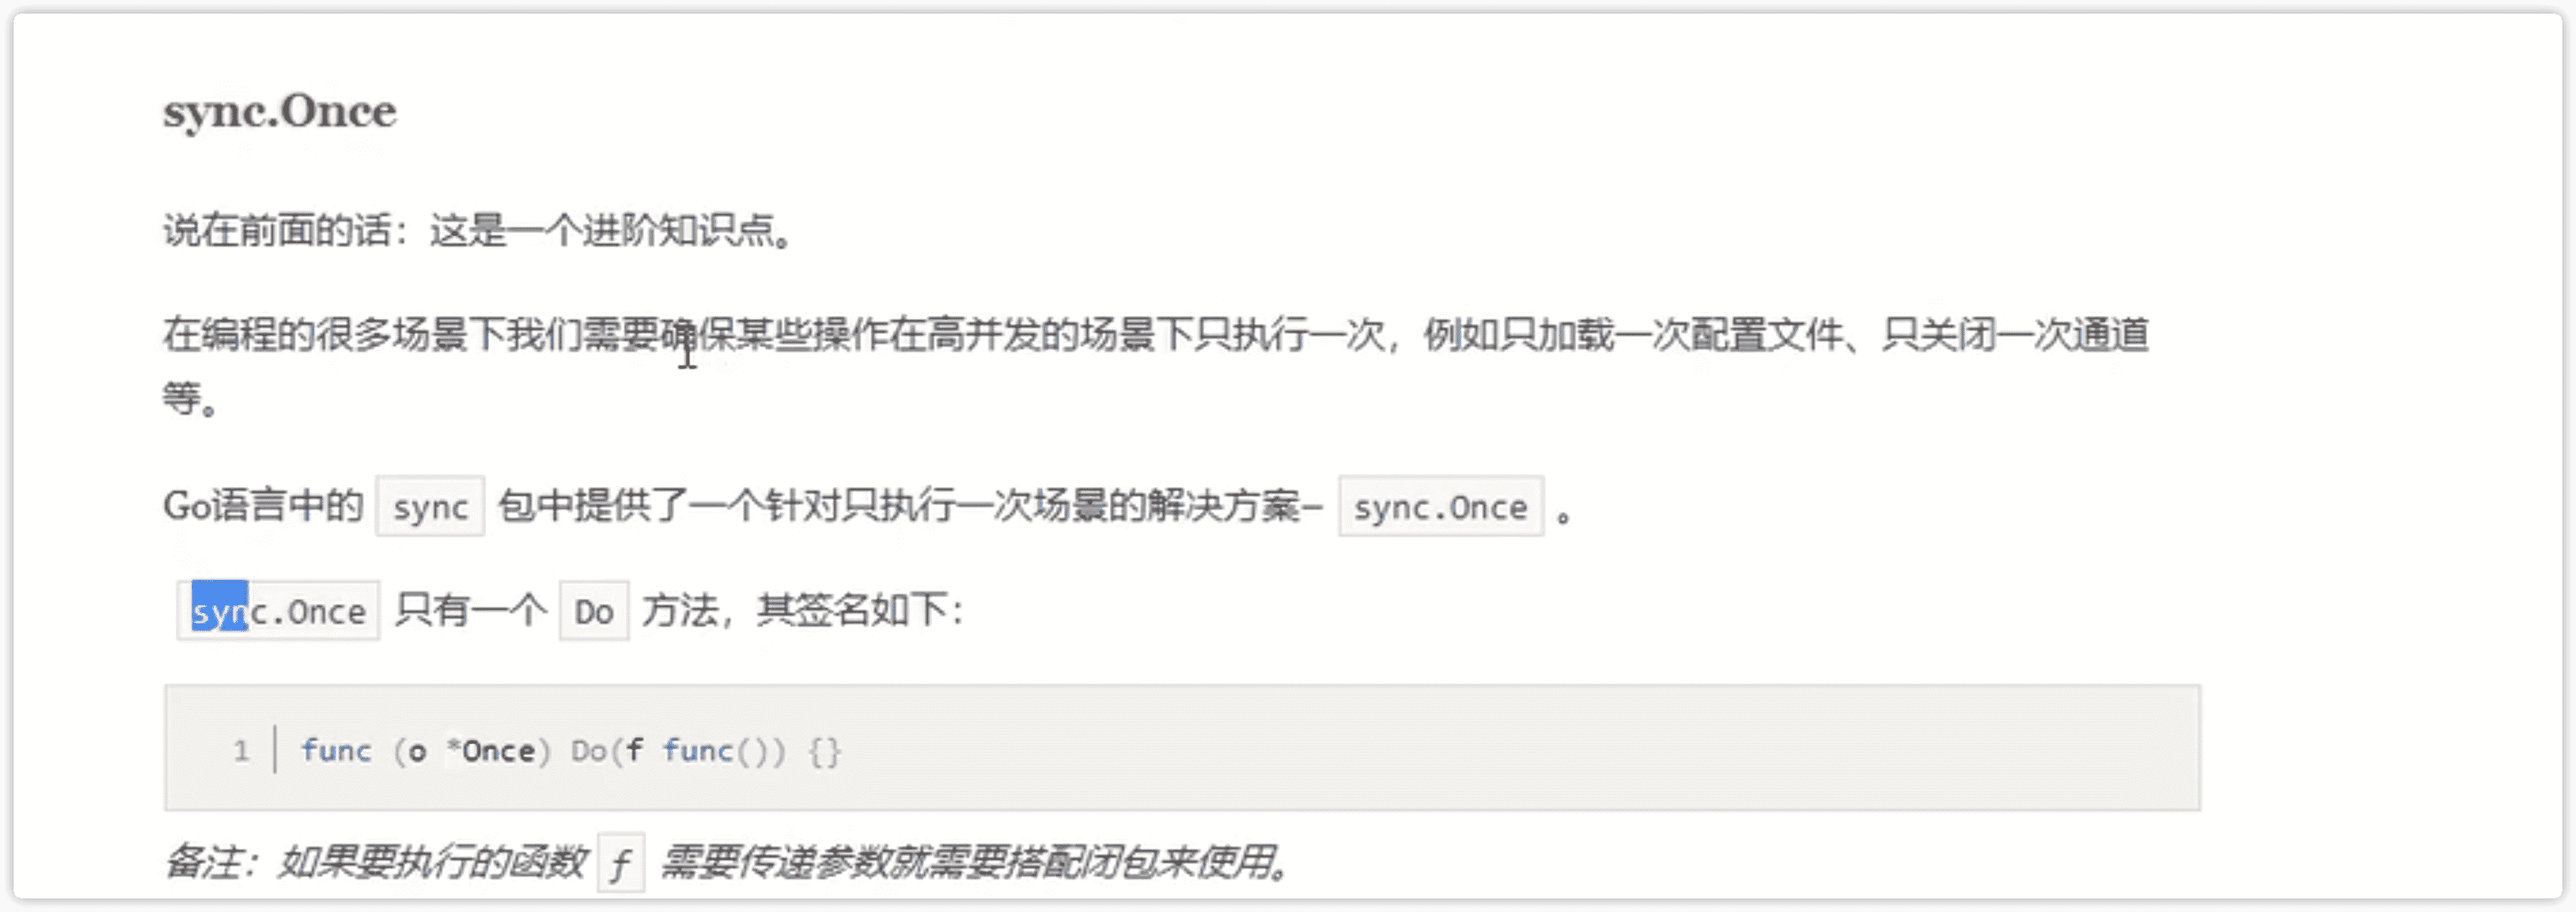 sync.Once
说在前面的话：这是一个进阶知识点。
在编程的很多场景下我们需要确保某些操作在高并发的场景下只执行一次，例如只加载一次配置文件、只关闭一次通道
等。
Go语言中的 sync 包中提供了一个针对只执行一次场景的解决方案– sync.Once 。
sync.Once 只有一个 Do 方法，其签名如下：
1 func (o *Once) Do(f func()) {}
备注：如果要执行的函数 f 需要传递参数就需要搭配闭包来使用。